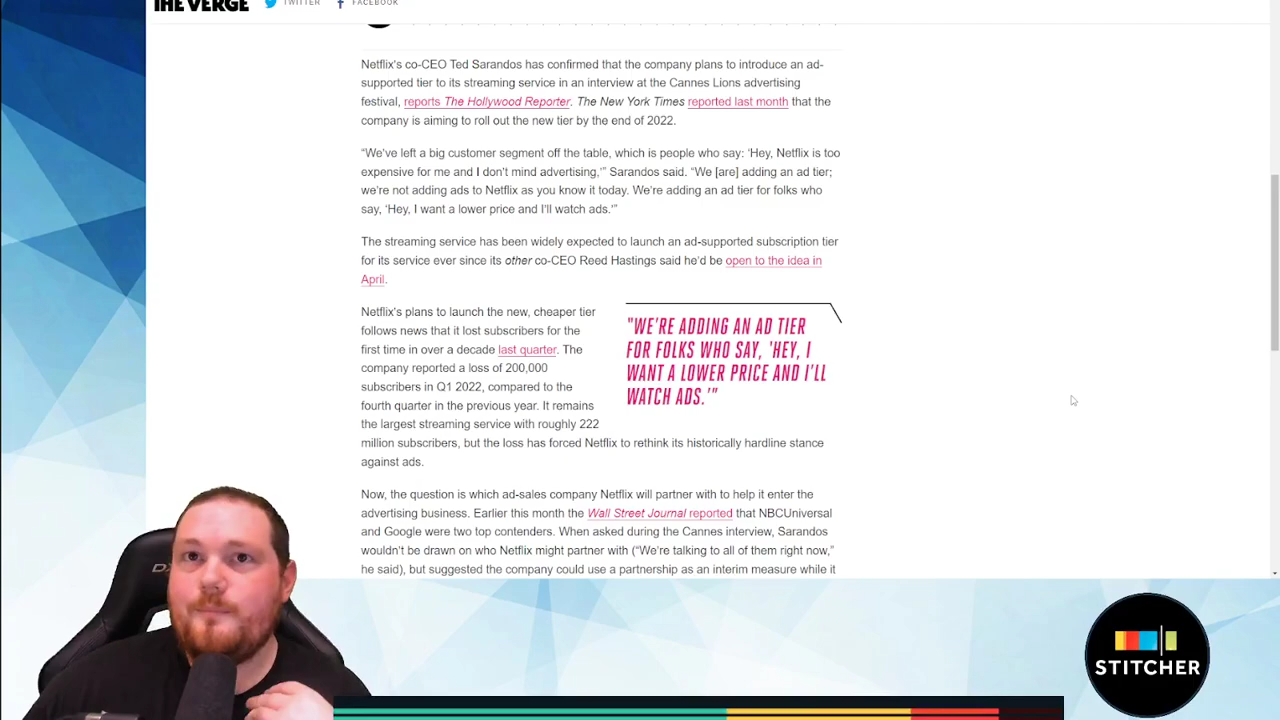 THE VERGE
TWITTER
FACEBOOK
Netflix's co-CEO Ted Sarandos has confirmed that the company plans to introduce an ad-
supported tier to its streaming service in an interview at the Cannes Lions advertising
festival, reports The Hollywood Reporter. The New York Times reported last month that the
company is aiming to roll out the new tier by the end of 2022.
“We've left a big customer segment off the table, which is people who say: ‘Hey, Netflix is too
expensive for me and I don't mind advertising,’” Sarandos said. “We [are] adding an ad tier;
we're not adding ads to Netflix as you know it today. We're adding an ad tier for folks who
say, ‘Hey, I want a lower price and I'll watch ads.’”
The streaming service has been widely expected to launch an ad-supported subscription tier
for its service ever since its other co-CEO Reed Hastings said he'd be open to the idea in
April.
Netflix's plans to launch the new, cheaper tier
follows news that it lost subscribers for the
first time in over a decade last quarter. The
company reported a loss of 200,000
subscribers in Q1 2022, compared to the
fourth quarter in the previous year. It remains
the largest streaming service with roughly 222
million subscribers, but the loss has forced Netflix to rethink its historically hardline stance
against ads.
"WE'RE ADDING AN AD TIER
FOR FOLKS WHO SAY, 'HEY, I
WANT A LOWER PRICE AND I'LL
WATCH ADS.'"
Now, the question is which ad-sales company Netflix will partner with to help it enter the
advertising business. Earlier this month the Wall Street Journal reported that NBCUniversal
and Google were two top contenders. When asked during the Cannes interview, Sarandos
wouldn't be drawn on who Netflix might partner with (“We're talking to all of them right now,”
he said), but suggested the company could use a partnership as an interim measure while it
STITCHER